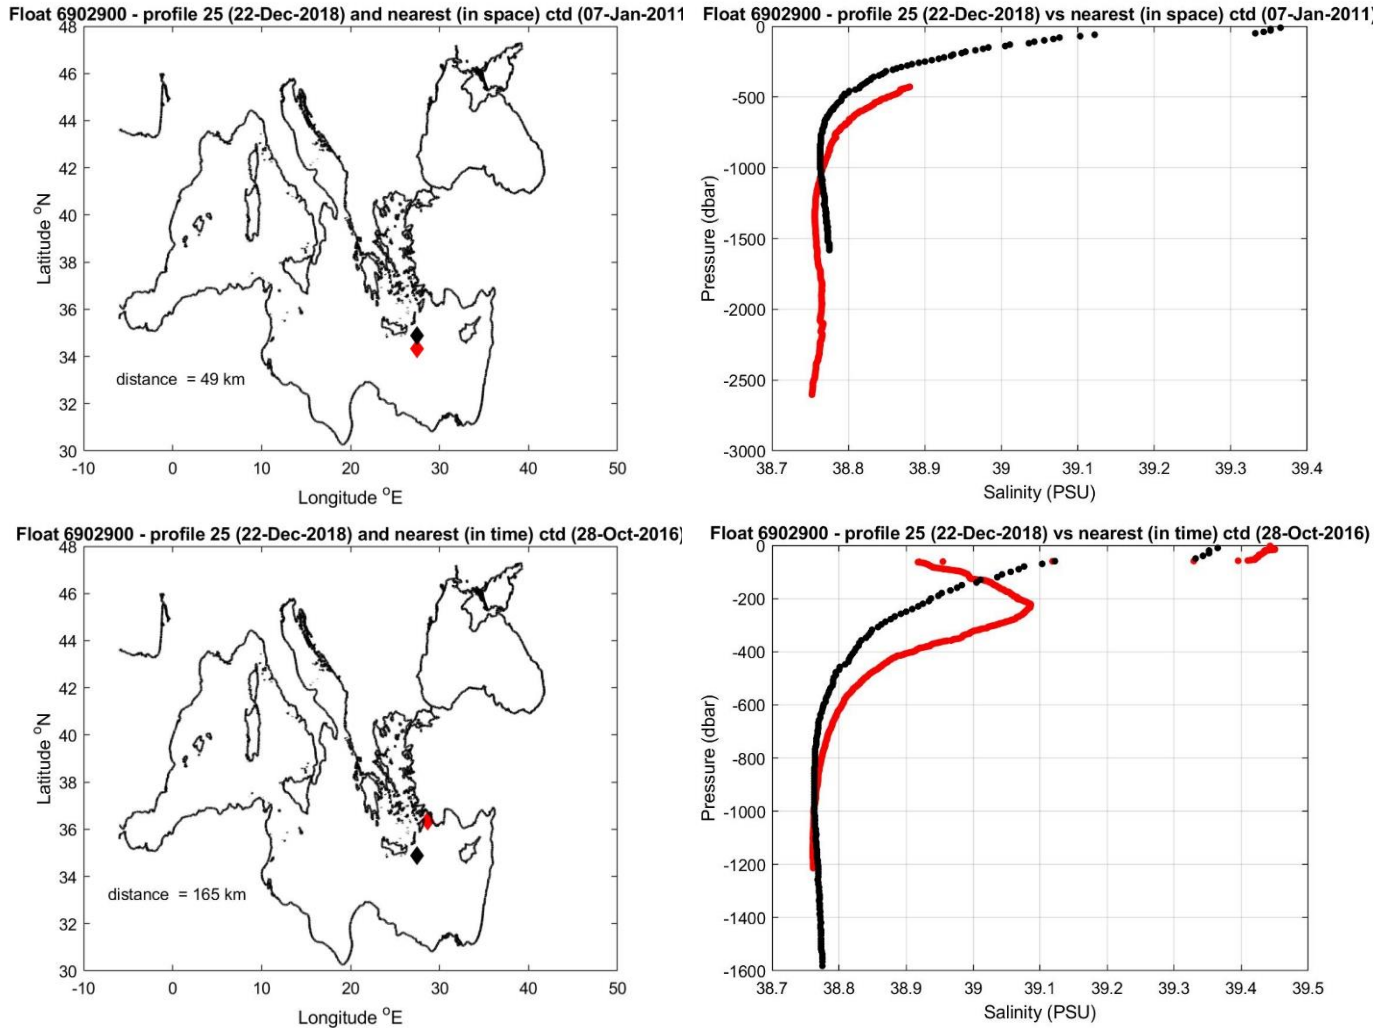 Float 6902900 - profile 25 (22-Dec-2018) and nearest (in space) ctd (07-Jan-2011)
48
46
44
42
40
38
36
34
32
30
Latitude °N
distance = 49 km
-10 0 10 20 30 40 50
Longitude °E
Float 6902900 - profile 25 (22-Dec-2018) vs nearest (in space) ctd (07-Jan-2011)
0
-500
-1000
-1500
-2000
-2500
-3000
Pressure (dbar)
38.7 38.8 38.9 39 39.1 39.2 39.3 39.4
Salinity (PSU)
Float 6902900 - profile 25 (22-Dec-2018) and nearest (in time) ctd (28-Oct-2016)
48
46
44
42
40
38
36
34
32
30
Latitude °N
distance = 165 km
-10 0 10 20 30 40 50
Longitude °E
Float 6902900 - profile 25 (22-Dec-2018) vs nearest (in time) ctd (28-Oct-2016)
0
-200
-400
-600
-800
-1000
-1200
-1400
-1600
Pressure (dbar)
38.7 38.8 38.9 39 39.1 39.2 39.3 39.4 39.5
Salinity (PSU)